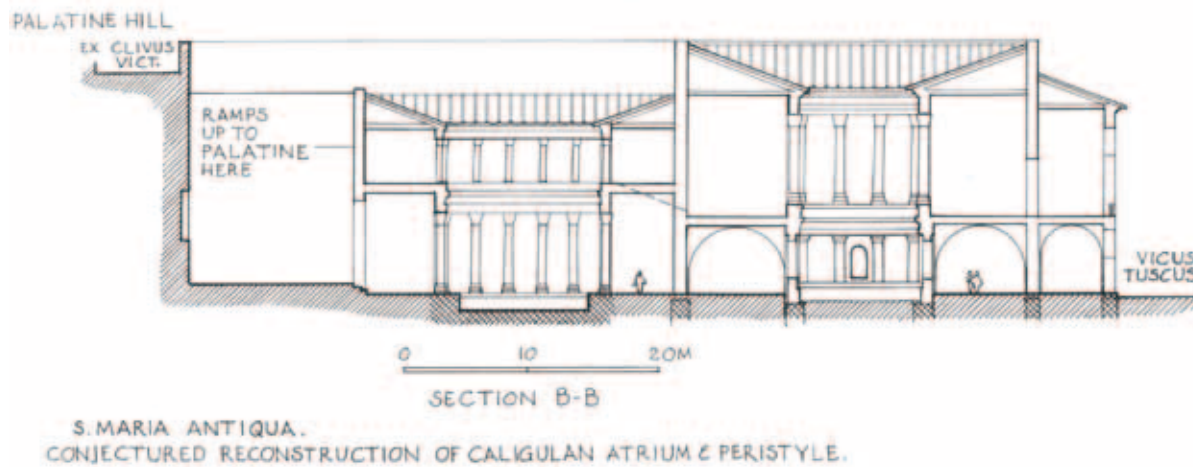 PALATINE HILL
EX CLIVUS
VICT.
RAMPS
UP TO
PALATINE
HERE
VICUS
TUSCUS
0 10 20M
SECTION B-B
S. MARIA ANTIQUA.
CONJECTURED RECONSTRUCTION OF CALIGULAN ATRIUM & PERISTYLE.